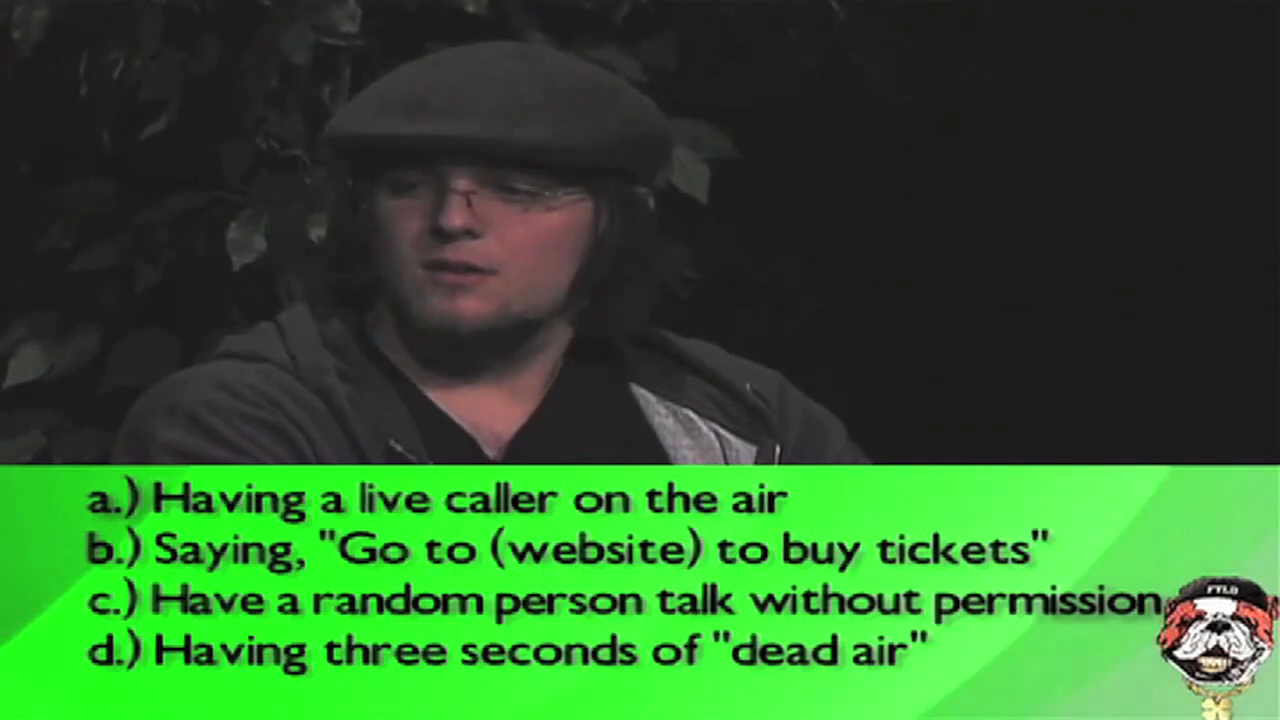 a.) Having a live caller on the air
b.) Saying, "Go to (website) to buy tickets"
c.) Have a random person talk without permission
d.) Having three seconds of "dead air"
FTLO